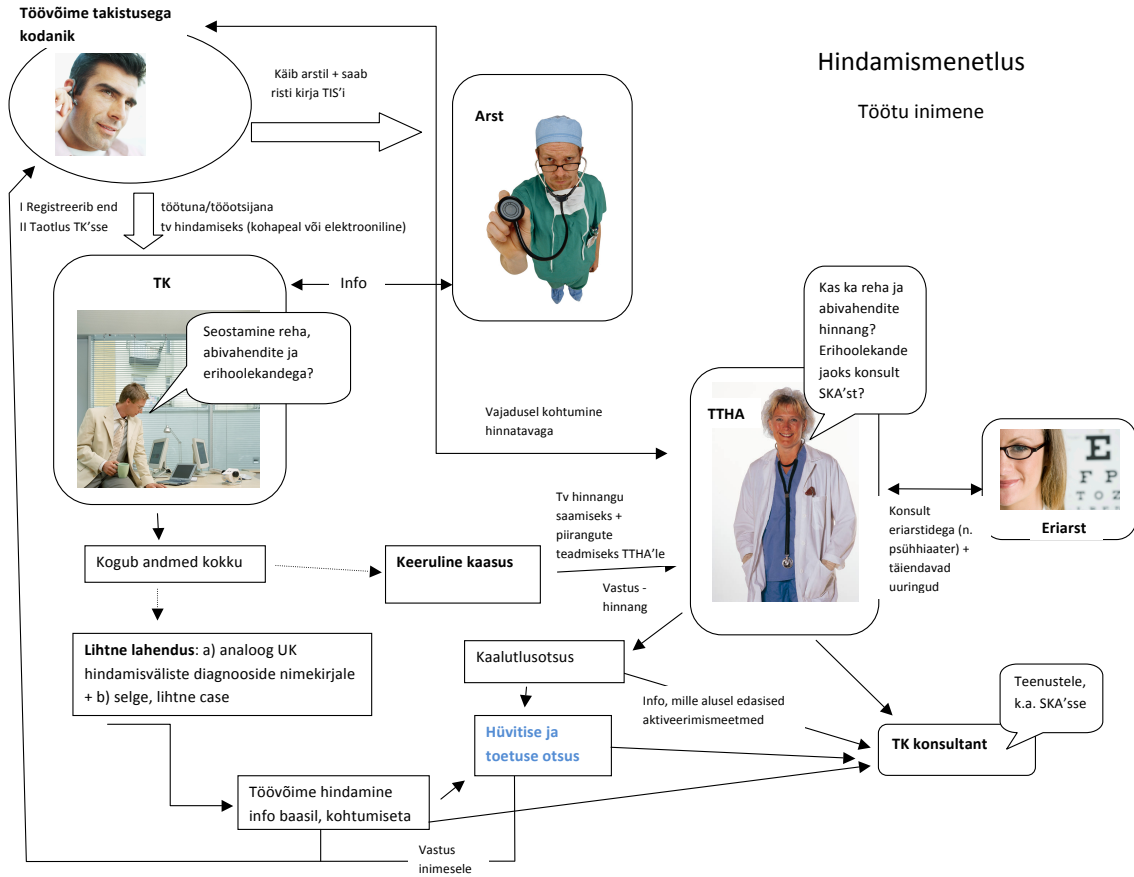 Töövõime takistusega
kodanik
Hindamismenetlus
Töötu inimene
Käib arstil + saab
risti kirja TIS’i
Arst
I Registreerib end
II Taotlus TK’sse
töötuna/tööotsijana
tv hindamiseks (kohapeal või elektrooniline)
TK
Info
Seostamine reha,
abivahendite ja
erihoolekandega?
Kas ka reha ja
abivahendite
hinnang?
Erihoolekande
jaoks konsult
SKA’st?
TTHA
Vajadusel kohtumine
hinnatavaga
E
F P
T O Z
Eriarst
Konsult
eriarstidega (n.
psühhiaater) +
täiendavad
uuringud
Tv hinnangu
saamiseks +
piirangute
teadmiseks TTHA’le
Kogub andmed kokku
Keeruline kaasus
Vastus -
hinnang
Lihtne lahendus: a) analoog UK
hindamisväliste diagnooside nimekirjale
+ b) selge, lihtne case
Kaalutlusotsus
Info, mille alusel edasised
aktiveerimismeetmed
Teenustele,
k.a. SKA’sse
Hüvitise ja
toetuse otsus
TK konsultant
Töövõime hindamine
info baasil, kohtumiseta
Vastus
inimesele